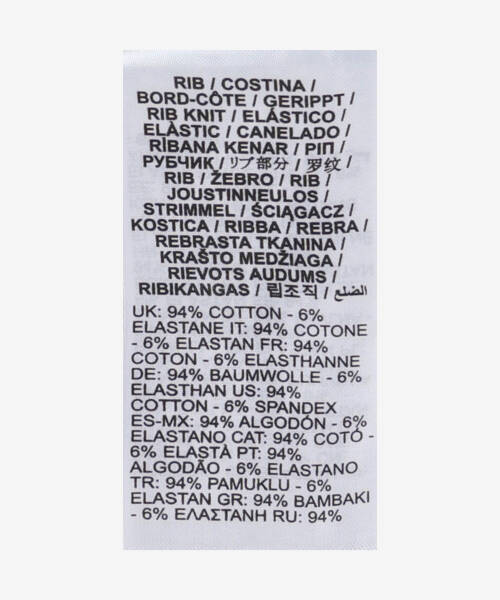 RIB / COSTINA /
BORD-CÔTE / GERIPPT /
RIB KNIT / ELÁSTICO /
ELÀSTIC / CANELADO /
RİBANA KENAR / ΡΙΠ /
РУБЧИК / リブ部分 / 罗纹 /
RIB / ŽEBRO / RIB /
JOUSTINNEULOS /
STRIMMEL / ŚCIĄGACZ /
KOSTICA / RIBBA / REBRA /
REBRASTA TKANINA /
KRAŠTO MEDŽIAGA /
RIEVOTS AUDUMS /
RIBIKANGAS / 립조직 / الضلع
UK: 94% COTTON - 6%
ELASTANE IT: 94% COTONE
- 6% ELASTAN FR: 94%
COTON - 6% ELASTHANNE
DE: 94% BAUMWOLLE - 6%
ELASTHAN US: 94%
COTTON - 6% SPANDEX
ES-MX: 94% ALGODÓN - 6%
ELASTANO CAT: 94% COTÓ -
6% ELASTÀ PT: 94%
ALGODÃO - 6% ELASTANO
TR: 94% PAMUKLU - 6%
ELASTAN GR: 94% ΒΑΜΒΑΚΙ
- 6% ΕΛΑΣΤΑΝΗ RU: 94%